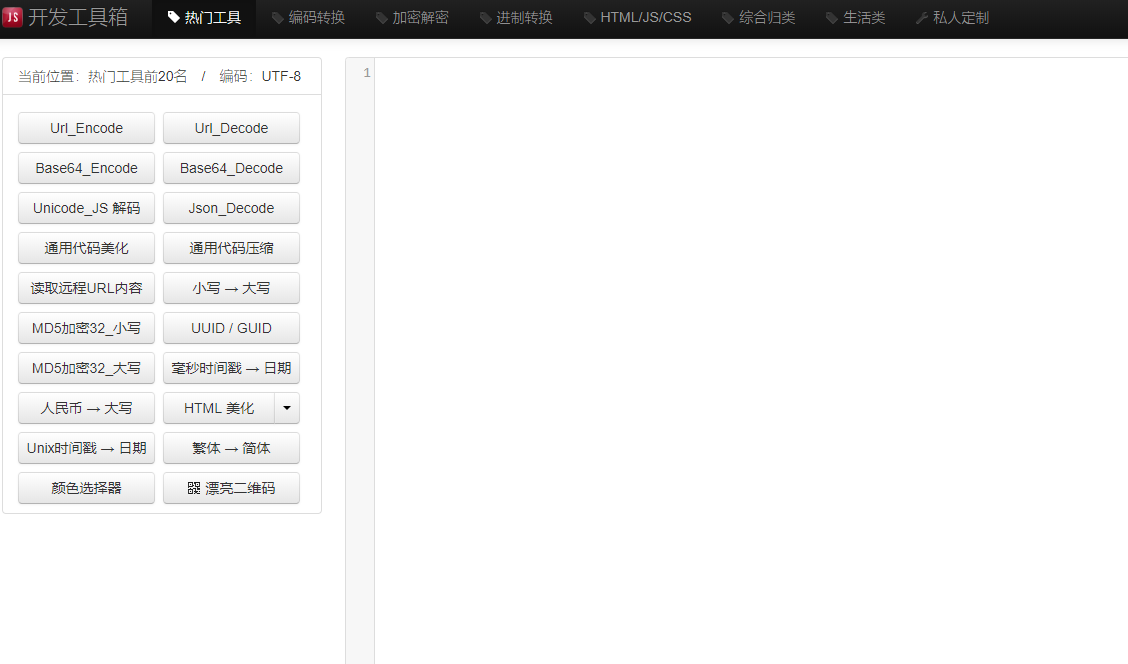 JS 开发工具箱 热门工具 编码转换 加密解密 进制转换 HTML/JS/CSS 综合归类 生活类 私人定制
当前位置：热门工具前20名 / 编码：UTF-8
1
Url_Encode Url_Decode
Base64_Encode Base64_Decode
Unicode_JS 解码 Json_Decode
通用代码美化 通用代码压缩
读取远程URL内容 小写 → 大写
MD5加密32_小写 UUID / GUID
MD5加密32_大写 毫秒时间戳 → 日期
人民币 → 大写 HTML 美化
Unix时间戳 → 日期 繁体 → 简体
颜色选择器 漂亮二维码